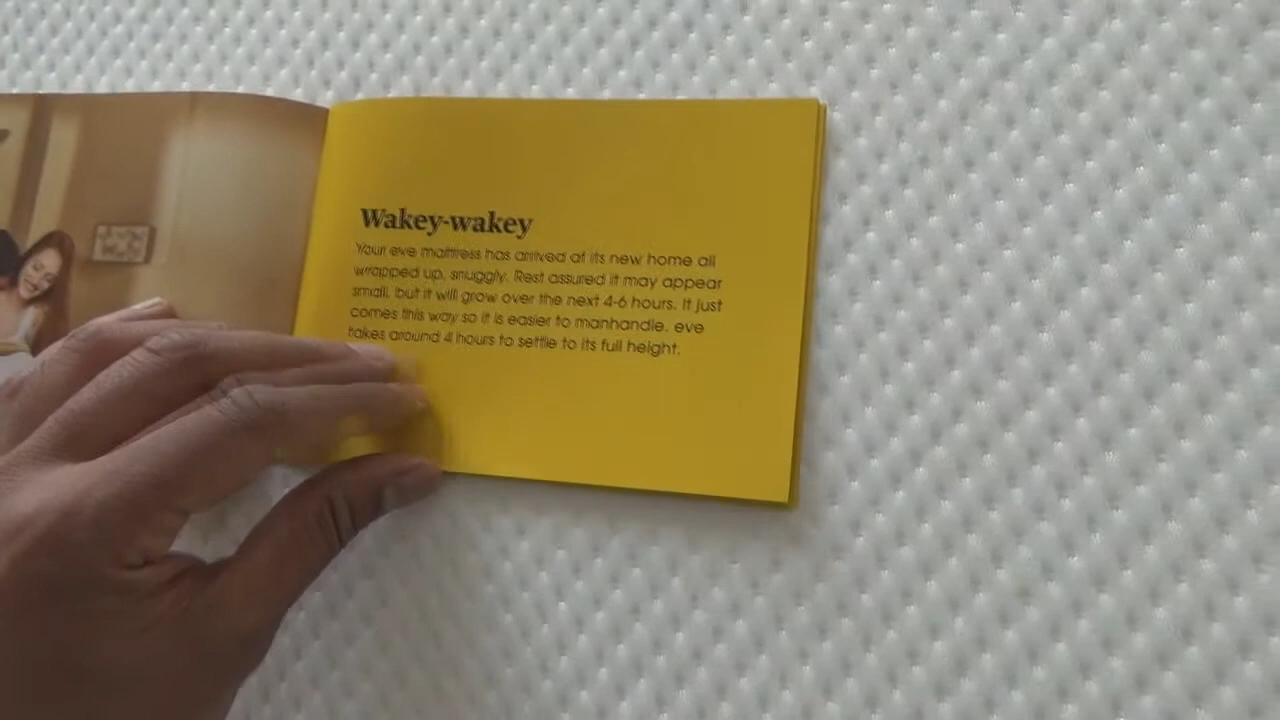 Wakey-wakey
Your eve mattress has arrived at its new home all
wrapped up, snuggly. Rest assured it may appear
small, but it will grow over the next 4-6 hours. It just
comes this way so it is easier to manhandle. eve
takes around 4 hours to settle to its full height.